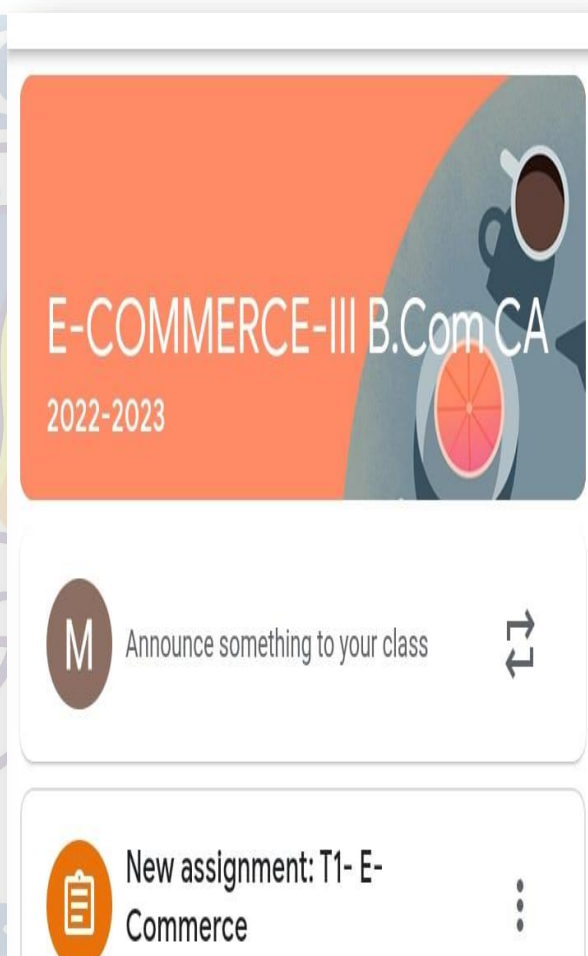 E-COMMERCE-III B.Com CA
2022-2023
M
Announce something to your class
New assignment: T1- E-
Commerce